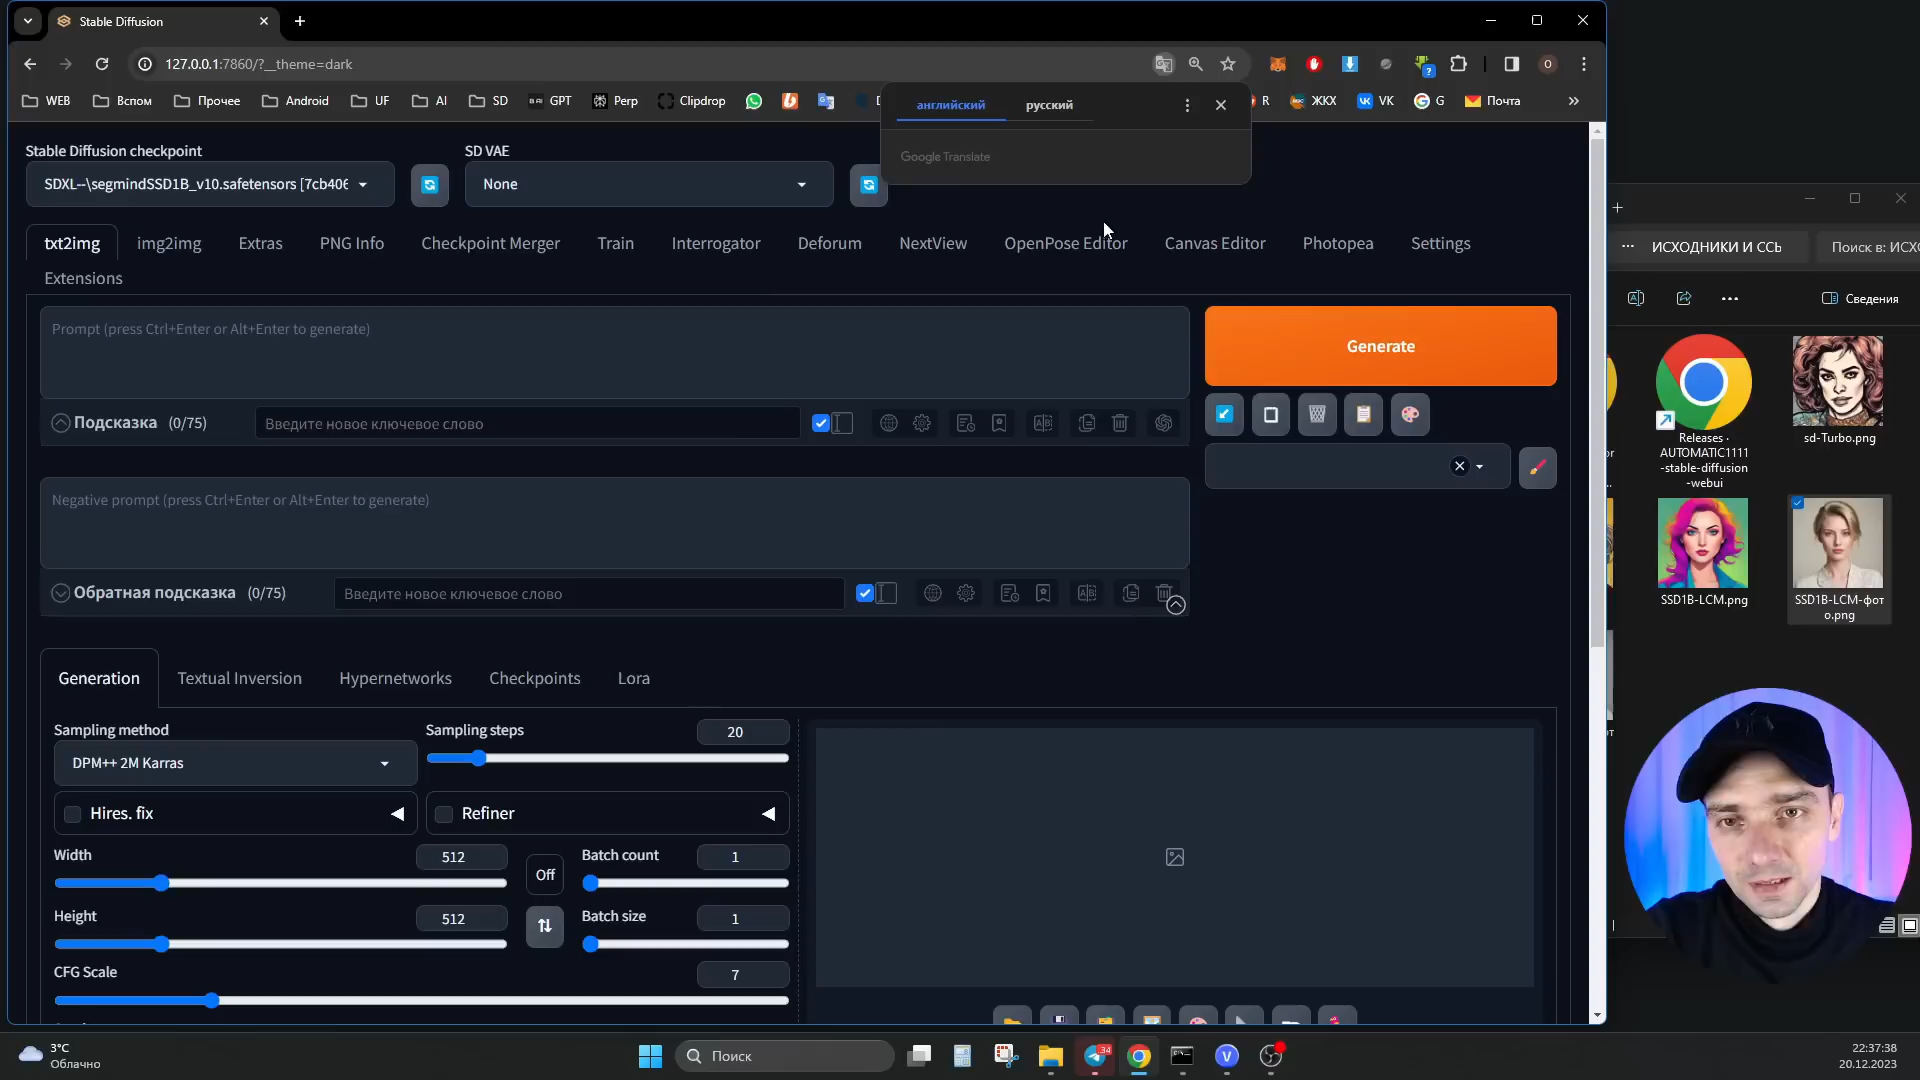 Stable Diffusion
127.0.0.1:7860/?__theme=dark
WEB
Вспом
Прочее
Android
UF
AI
SD
GPT
Perp
Clipdrop
R
ЖКХ
VK
G
Почта
английский
русский
Google Translate
Stable Diffusion checkpoint
SD VAE
SDXL--\segmindSSD1B_v10.safetensors [7cb406
None
txt2img
img2img
Extras
PNG Info
Checkpoint Merger
Train
Interrogator
Deforum
NextView
OpenPose Editor
Canvas Editor
Photopea
Settings
Extensions
Prompt (press Ctrl+Enter or Alt+Enter to generate)
Generate
Подсказка (0/75)
Введите новое ключевое слово
Negative prompt (press Ctrl+Enter or Alt+Enter to generate)
Обратная подсказка (0/75)
Введите новое ключевое слово
Generation
Textual Inversion
Hypernetworks
Checkpoints
Lora
Sampling method
Sampling steps
20
DPM++ 2M Karras
Hires. fix
Refiner
Width
512
Off
Batch count
1
Height
512
Batch size
1
CFG Scale
7
ИСХОДНИКИ И ССЬ
Поиск в: ИСХ
Сведения
Releases ·
AUTOMATIC1111
-stable-diffusion
-webui
sd-Turbo.png
SSD1B-LCM.png
SSD1B-LCM-фот
о.png
3°C
Облачно
Поиск
34
22:37:38
20.12.2023